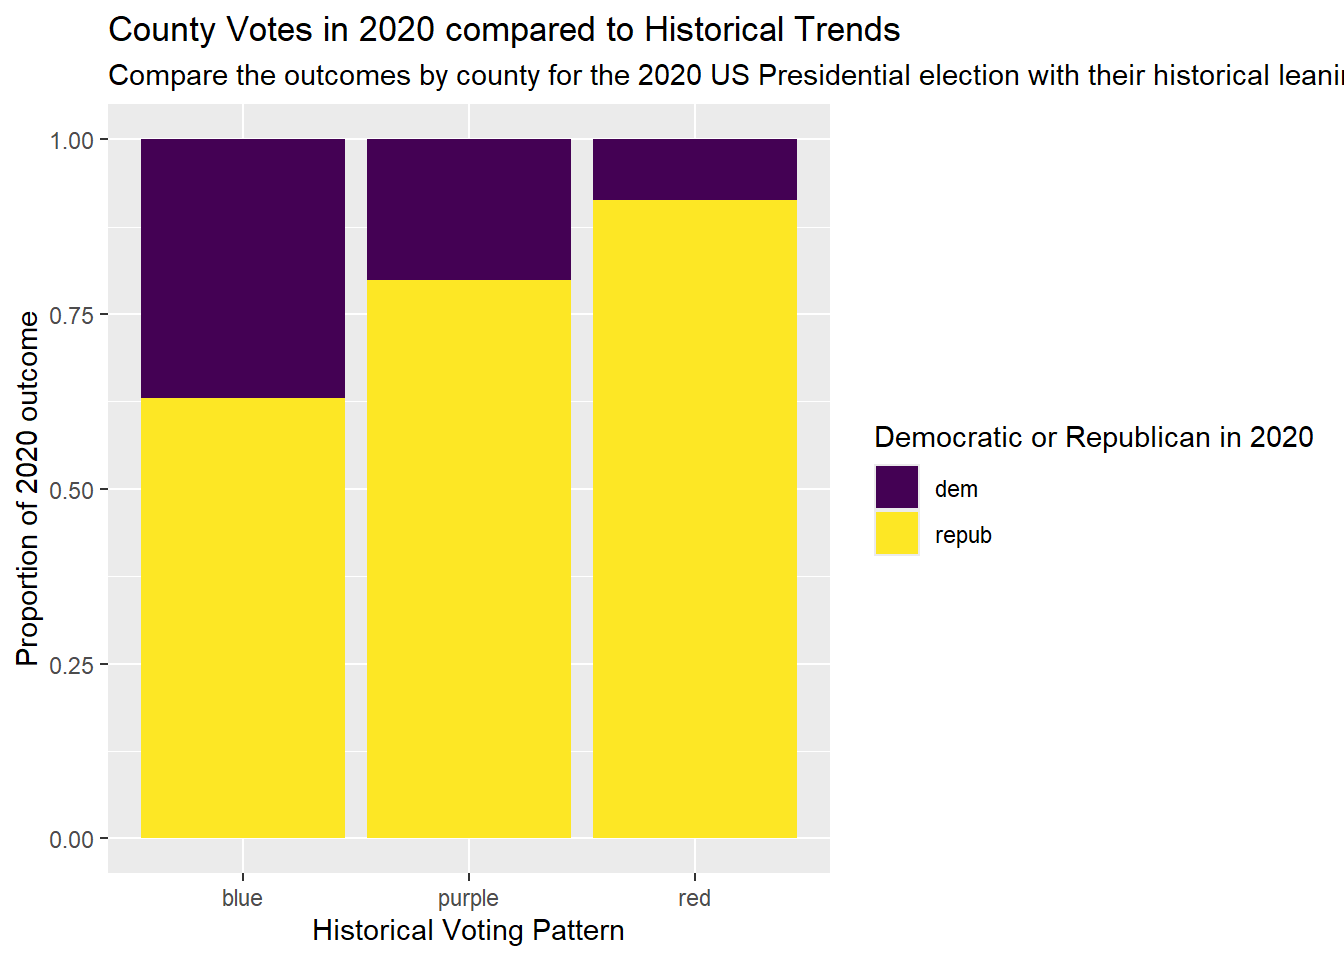 County Votes in 2020 compared to Historical Trends
Compare the outcomes by county for the 2020 US Presidential election with their historical
1.00
0.75
0.50
0.25
0.00
Proportion of 2020 outcome
blue purple red
Historical Voting Pattern
Democratic or Republican in 2020
dem
repub